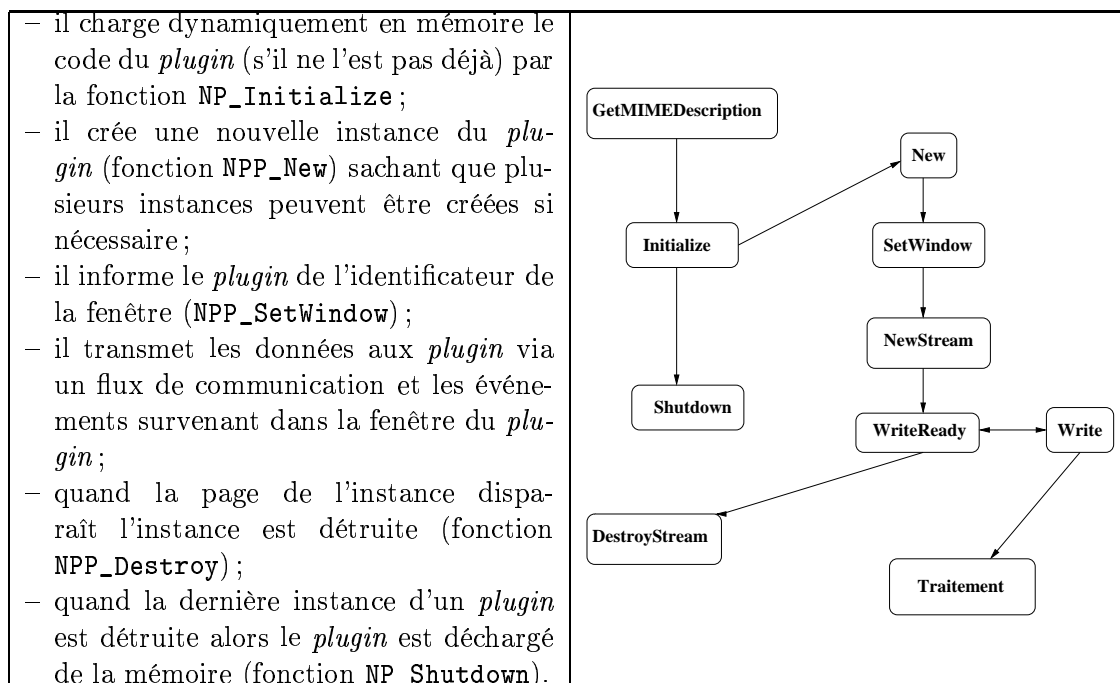 – il charge dynamiquement en mémoire le
code du plugin (s'il ne l'est pas déjà) par
la fonction NP_Initialize ;
– il crée une nouvelle instance du plu-
gin (fonction NPP_New) sachant que plu-
sieurs instances peuvent être créées si
nécessaire ;
– il informe le plugin de l'identificateur de
la fenêtre (NPP_SetWindow) ;
– il transmet les données aux plugin via
un flux de communication et les événe-
ments survenant dans la fenêtre du plu-
gin ;
– quand la page de l'instance dispa-
raît l'instance est détruite (fonction
NPP_Destroy) ;
– quand la dernière instance d'un plugin
est détruite alors le plugin est déchargé
de la mémoire (fonction NP_Shutdown).
GetMIMEDescription
New
Initialize
SetWindow
NewStream
Shutdown
WriteReady
Write
DestroyStream
Traitement